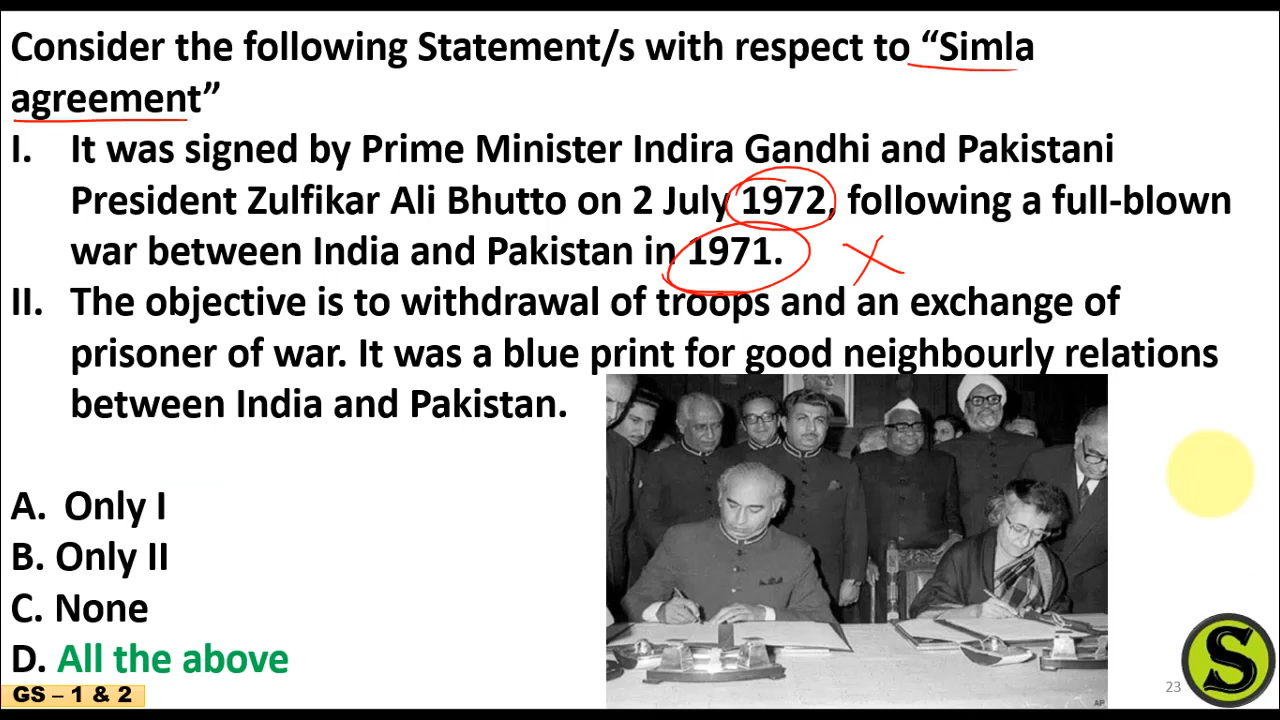 Consider the following Statement/s with respect to “Simla
agreement”
I. It was signed by Prime Minister Indira Gandhi and Pakistani
President Zulfikar Ali Bhutto on 2 July 1972, following a full-blown
war between India and Pakistan in 1971.
II. The objective is to withdrawal of troops and an exchange of
prisoner of war. It was a blue print for good neighbourly relations
between India and Pakistan.
A. Only I
B. Only II
C. None
D. All the above
GS – 1 & 2
AP
23
S